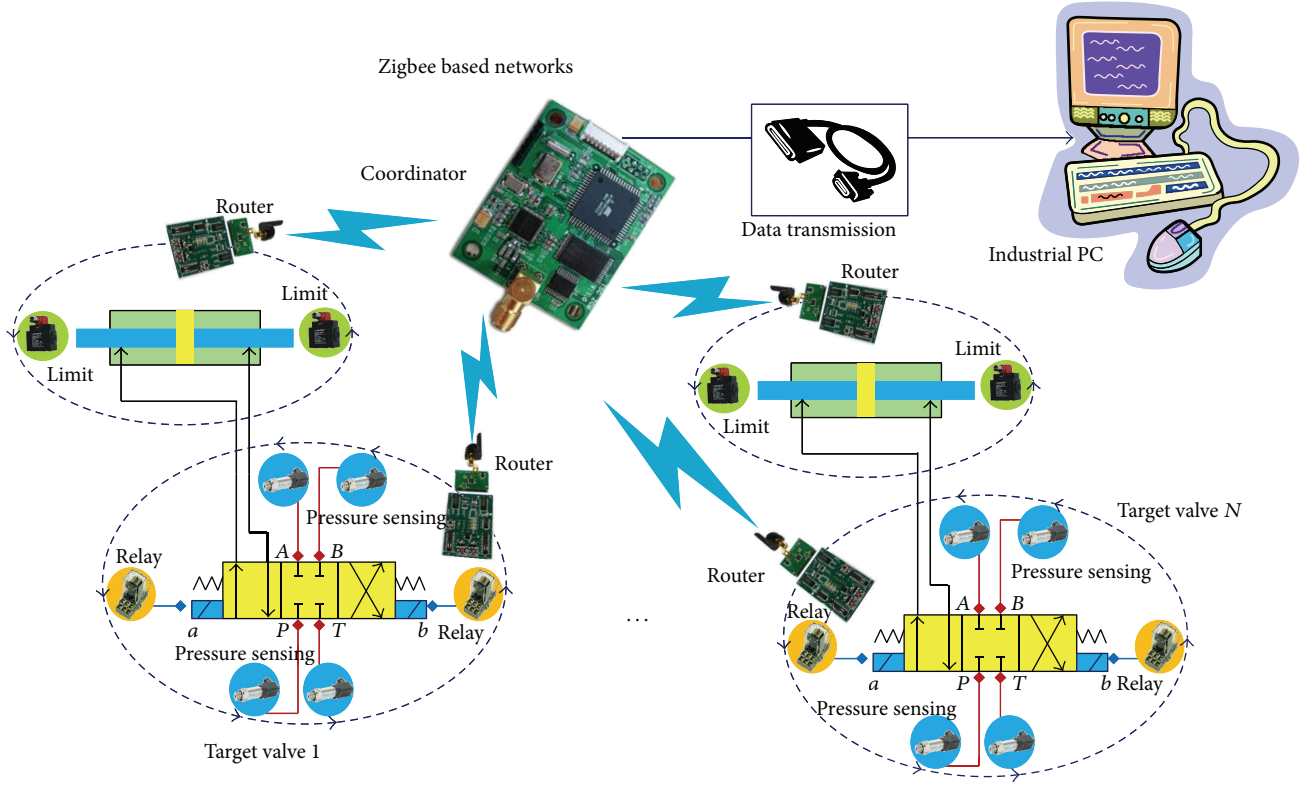 Zigbee based networks
Coordinator
Router
Data transmission
Industrial PC
Router
Limit
Limit
Limit
Limit
Router
Pressure sensing
A
B
Relay
Relay
a
P
T
b
Pressure sensing
Target valve 1
...
Target valve N
Pressure sensing
Router
Relay
A
B
a
P
T
b
Relay
Pressure sensing